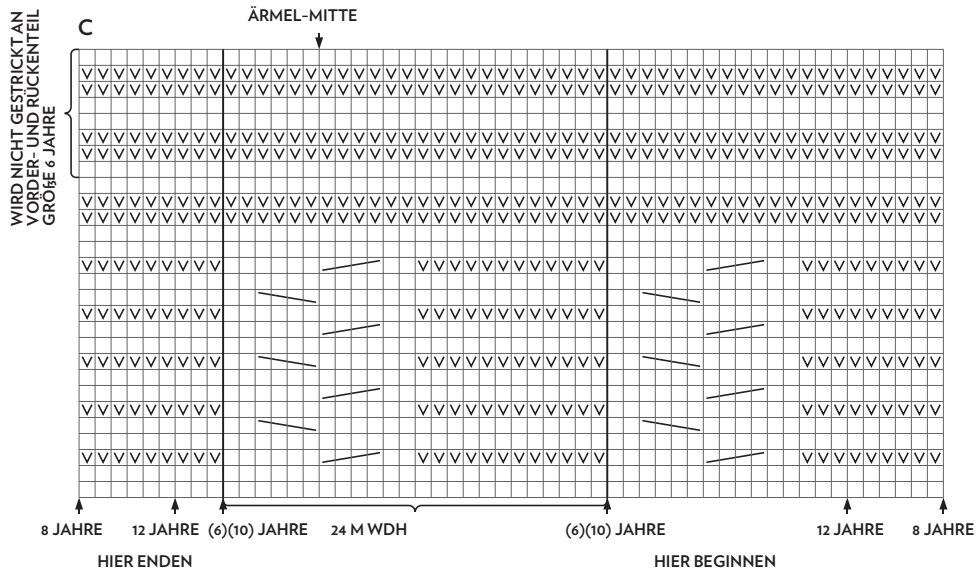 ÄRMEL-MITTE
C
WIRD NICHT GESTRICKT AN
VORDER- UND RÜCKENTEIL
GRÖßE 6 JAHRE
8 JAHRE 12 JAHRE (6)(10) JAHRE 24 M WDH (6)(10) JAHRE 12 JAHRE 8 JAHRE
HIER ENDEN HIER BEGINNEN